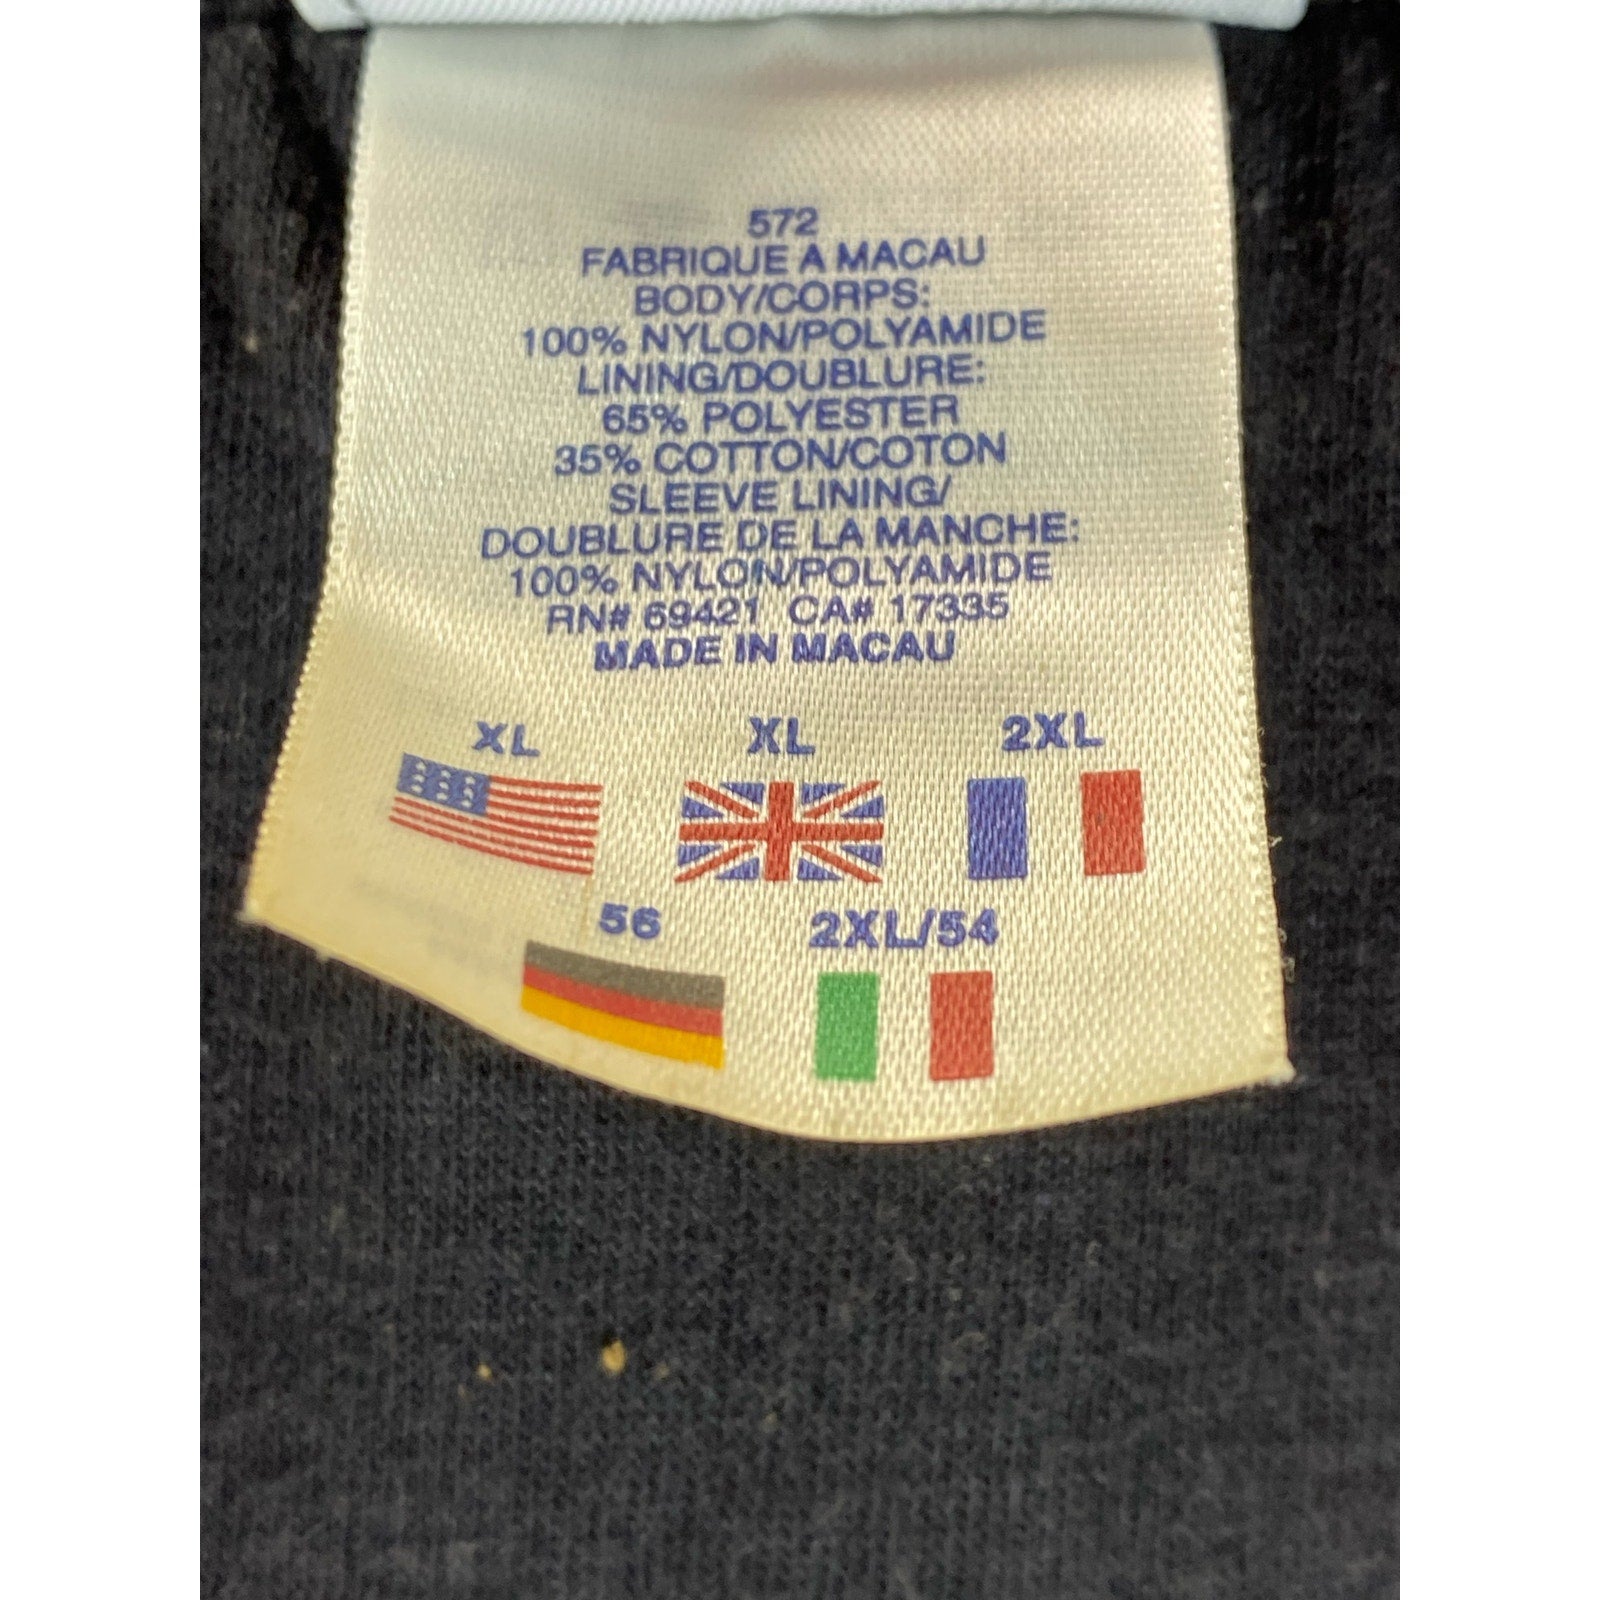 572
FABRIQUE A MACAU
BODY/CORPS:
100% NYLON/POLYAMIDE
LINING/DOUBLURE:
65% POLYESTER
35% COTTON/COTON
SLEEVE LINING/
DOUBLURE DE LA MANCHE:
100% NYLON/POLYAMIDE
RN# 69421 CA# 17335
MADE IN MACAU
XL XL 2XL
56 2XL/54